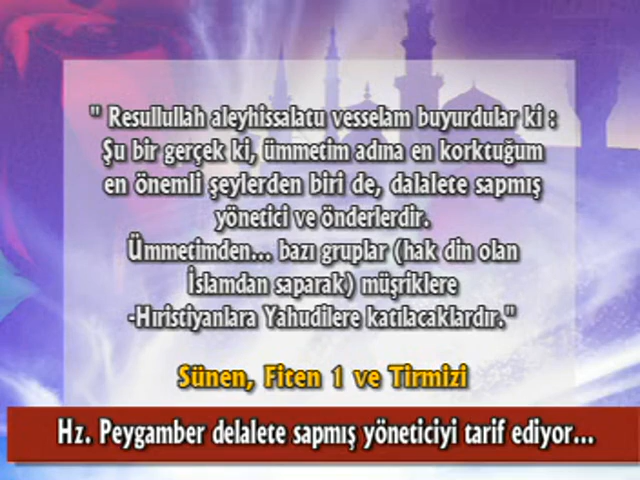 " Resullullah aleyhissalatu vesselam buyurdular ki :
Şu bir gerçek ki, ümmetim adına en korktuğum
en önemli şeylerden biri de, dalalete sapmış
yönetici ve önderlerdir.
Ümmetimden... bazı gruplar (hak din olan
İslamdan saparak) müşriklere
-Hıristiyanlara Yahudilere katılacaklardır."
Sünen, Fiten 1 ve Tirmizi
Hz. Peygamber delalete sapmış yöneticiyi tarif ediyor...